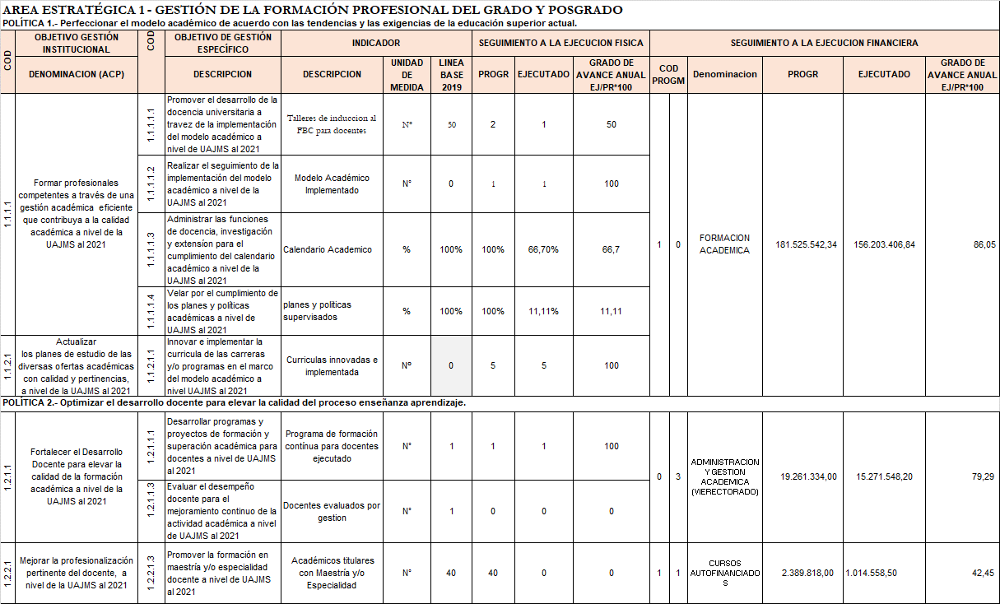 AREA ESTRATÉGICA 1 - GESTIÓN DE LA FORMACIÓN PROFESIONAL DEL GRADO Y POSGRADO
POLÍTICA 1.- Perfeccionar el modelo académico de acuerdo con las tendencias y las exigencias de la educación superior actual.
COD
OBJETIVO GESTIÓN
INSTITUCIONAL
COD
OBJETIVO DE GESTIÓN
ESPECÍFICO
INDICADOR
SEGUIMIENTO A LA EJECUCION FISICA
SEGUIMIENTO A LA EJECUCION FINANCIERA
DENOMINACION (ACP)
DESCRIPCION
DESCRIPCION
UNIDAD
DE
MEDIDA
LINEA
BASE
2019
PROGR
EJECUTADO
GRADO DE
AVANCE ANUAL
EJ/PR*100
COD
PROGM
Denominacion
PROGR
EJECUTADO
GRADO DE
AVANCE ANUAL
EJ/PR*100
1.1.1.1
Formar profesionales
competentes a través de una
gestión académica eficiente
que contribuya a la calidad
académica a nivel de la
UAJMS al 2021
1.1.1.1.1
Promover el desarrollo de la
docencia universitaria a
travez de la implementación
del modelo académico a
nivel de UAJMS al 2021
Talleres de induccion al
FBC para docentes
N°
50
2
1
50
1.1.1.1.2
Realizar el seguimiento de la
implementación del modelo
académico a nivel de la
UAJMS al 2021
Modelo Académico
Implementado
N°
0
1
1
100
1.1.1.1.3
Administrar las funciones
de docencia, investigación
y extensíon para el
cumplimiento del calendario
académico a nivel de la
UAJMS al 2021
Calendario Academico
%
100%
100%
66,70%
66,7
1.1.1.1.4
Velar por el cumplimiento de
los planes y políticas
académicas a nivel de
UAJMS al 2021
planes y politicas
supervisados
%
100%
100%
11,11%
11,11
1
0
FORMACION
ACADEMICA
181.525.542,34
156.203.406,84
86,05
1.1.2.1
Actualizar
los planes de estudio de las
diversas ofertas académicas
con calidad y pertinencias,
a nivel de la UAJMS al 2021
1.1.2.1.1
Innovar e implementar la
curricula de las carreras
y/o programas en el marco
del modelo académico a
nivel UAJMS al 2021
Curriculas innovadas e
implementada
Nº
0
5
5
100
POLÍTICA 2.- Optimizar el desarrollo docente para elevar la calidad del proceso enseñanza aprendizaje.
1.2.1.1
Fortalecer el Desarrollo
Docente para elevar la
calidad de la formación
académica a nivel de la
UAJMS al 2021
1.2.1.1.1
Desarrollar programas y
proyectos de formación y
superación académica para
docentes a nivel de UAJMS
al 2021
Programa de formación
contínua para docentes
ejecutado
N°
1
1
1
100
1.2.1.1.3
Evaluar el desempeño
docente para el
mejoramiento continuo de la
actividad académica a nivel
de UAJMS al 2021
Docentes evaluados por
gestion
N°
1
0
0
0
0
3
ADMINISTRACION
Y GESTION
ACADEMICA
(VIERECTORADO)
19.261.334,00
15.271.548,20
79,29
1.2.2.1
Mejorar la profesionalización
pertinente del docente, a
nivel de la UAJMS al 2021
1.2.2.1.3
Promover la formación en
maestría y/o especialidad
docente a nivel de UAJMS
al 2021
Académicos titulares
con Maestría y/o
Especialidad
N°
40
40
0
0
1
1
CURSOS
AUTOFINANCIADO
S
2.389.818,00
1.014.558,50
42,45